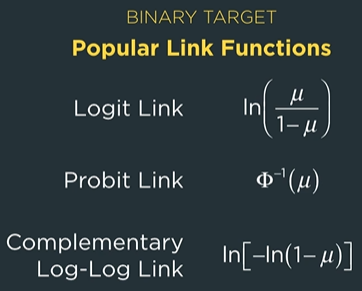 BINARY TARGET
Popular Link Functions
Logit Link ln(μ/1−μ)
Probit Link Φ⁻¹(μ)
Complementary
Log-Log Link ln[−ln(1−μ)]